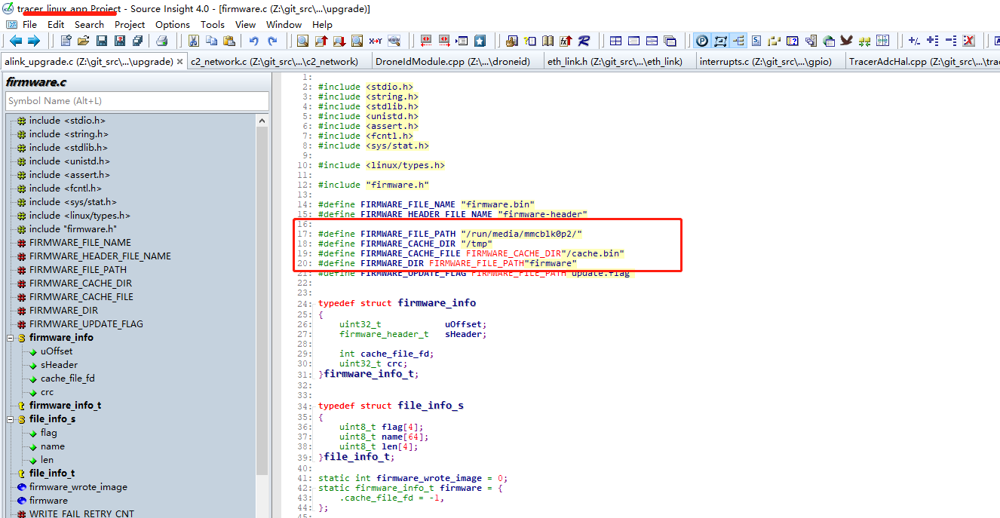 tracer_linux_app Project - Source Insight 4.0 - [firmware.c (Z:\git_src\...\upgrade)]
File Edit Search Project Options Tools View Window Help
alink_upgrade.c (Z:\git_src\...\upgrade) c2_network.c (Z:\git_src\...\c2_network) DroneIdModule.cpp (Z:\...\droneid) eth_link.h (Z:\git_src\...\eth_link) interrupts.c (Z:\git_src\...\gpio) TracerAdcHal.cpp (Z:\git_src\...\trac
firmware.c
Symbol Name (Alt+L)
include <stdio.h>
include <string.h>
include <stdlib.h>
include <unistd.h>
include <assert.h>
include <fcntl.h>
include <sys/stat.h>
include <linux/types.h>
include "firmware.h"
FIRMWARE_FILE_NAME
FIRMWARE_HEADER_FILE_NAME
FIRMWARE_FILE_PATH
FIRMWARE_CACHE_DIR
FIRMWARE_CACHE_FILE
FIRMWARE_DIR
FIRMWARE_UPDATE_FLAG
firmware_info
uOffset
sHeader
cache_file_fd
crc
firmware_info_t
file_info_s
flag
name
len
file_info_t
firmware_wrote_image
firmware
WRITE_FAIL_RETRY_CNT
1:
2: #include <stdio.h>
3: #include <string.h>
4: #include <stdlib.h>
5: #include <unistd.h>
6: #include <assert.h>
7: #include <fcntl.h>
8: #include <sys/stat.h>
9:
10: #include <linux/types.h>
11:
12: #include "firmware.h"
13:
14: #define FIRMWARE_FILE_NAME "firmware.bin"
15: #define FIRMWARE_HEADER_FILE_NAME "firmware-header"
16:
17: #define FIRMWARE_FILE_PATH "/run/media/mmcblk0p2/"
18: #define FIRMWARE_CACHE_DIR "/tmp"
19: #define FIRMWARE_CACHE_FILE FIRMWARE_CACHE_DIR"/cache.bin"
20: #define FIRMWARE_DIR FIRMWARE_FILE_PATH"firmware"
21: #define FIRMWARE_UPDATE_FLAG FIRMWARE_FILE_PATH"update.flag"
22:
23:
24: typedef struct firmware_info
25: {
26: uint32_t uOffset;
27: firmware_header_t sHeader;
28:
29: int cache_file_fd;
30: uint32_t crc;
31: }firmware_info_t;
32:
33:
34: typedef struct file_info_s
35: {
36: uint8_t flag[4];
37: uint8_t name[64];
38: uint8_t len[4];
39: }file_info_t;
40:
41: static int firmware_wrote_image = 0;
42: static firmware_info_t firmware = {
43: .cache_file_fd = -1,
44: };
45: